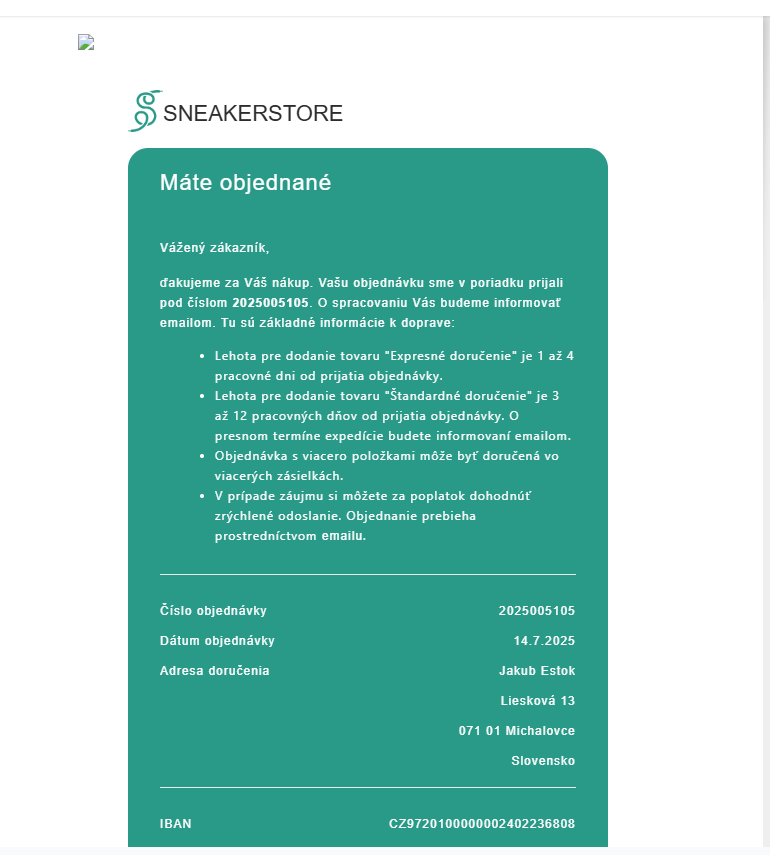 SNEAKERSTORE
Máte objednané
Vážený zákazník,
ďakujeme za Váš nákup. Vašu objednávku sme v poriadku prijali
pod číslom 2025005105. O spracovaniu Vás budeme informovať
emailom. Tu sú základné informácie k doprave:
• Lehota pre dodanie tovaru "Expresné doručenie" je 1 až 4
pracovné dni od prijatia objednávky.
• Lehota pre dodanie tovaru "Štandardné doručenie" je 3
až 12 pracovných dňov od prijatia objednávky. O
presnom termíne expedície budete informovaní emailom.
• Objednávka s viacero položkami môže byť doručená vo
viacerých zásielkách.
• V prípade záujmu si môžete za poplatok dohodnúť
zrýchlené odoslanie. Objednanie prebieha
prostredníctvom emailu.
Číslo objednávky 2025005105
Dátum objednávky 14.7.2025
Adresa doručenia Jakub Estok
Liesková 13
071 01 Michalovce
Slovensko
IBAN CZ9720100000002402236808